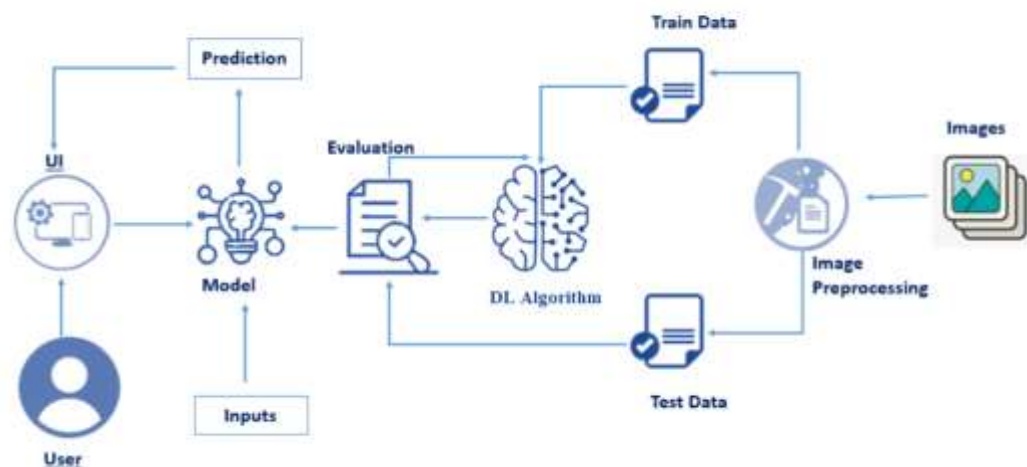 Train Data
Prediction
Images
Evaluation
UI
Image
Preprocessing
Model
DL Algorithm
Test Data
Inputs
User